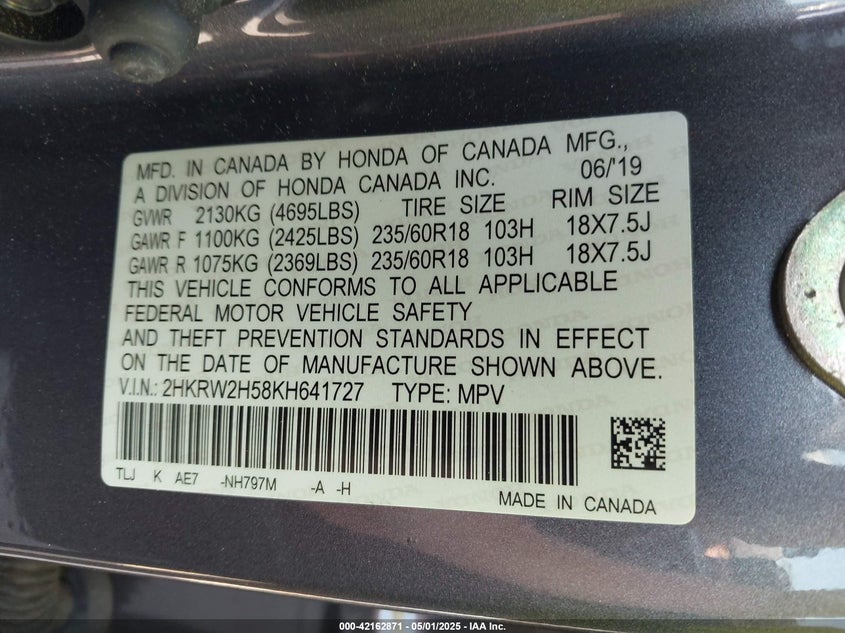 MFD. IN CANADA BY HONDA OF CANADA MFG.,
A DIVISION OF HONDA CANADA INC. 06/'19
GVWR 2130KG (4695LBS) TIRE SIZE RIM SIZE
GAWR F 1100KG (2425LBS) 235/60R18 103H 18X7.5J
GAWR R 1075KG (2369LBS) 235/60R18 103H 18X7.5J
THIS VEHICLE CONFORMS TO ALL APPLICABLE
FEDERAL MOTOR VEHICLE SAFETY
AND THEFT PREVENTION STANDARDS IN EFFECT
ON THE DATE OF MANUFACTURE SHOWN ABOVE.
V.I.N.: 2HKRW2H58KH641727 TYPE: MPV
TLJ K AE7 -NH797M -A -H
MADE IN CANADA
000-42162871 - 05/01/2025 - IAA Inc.